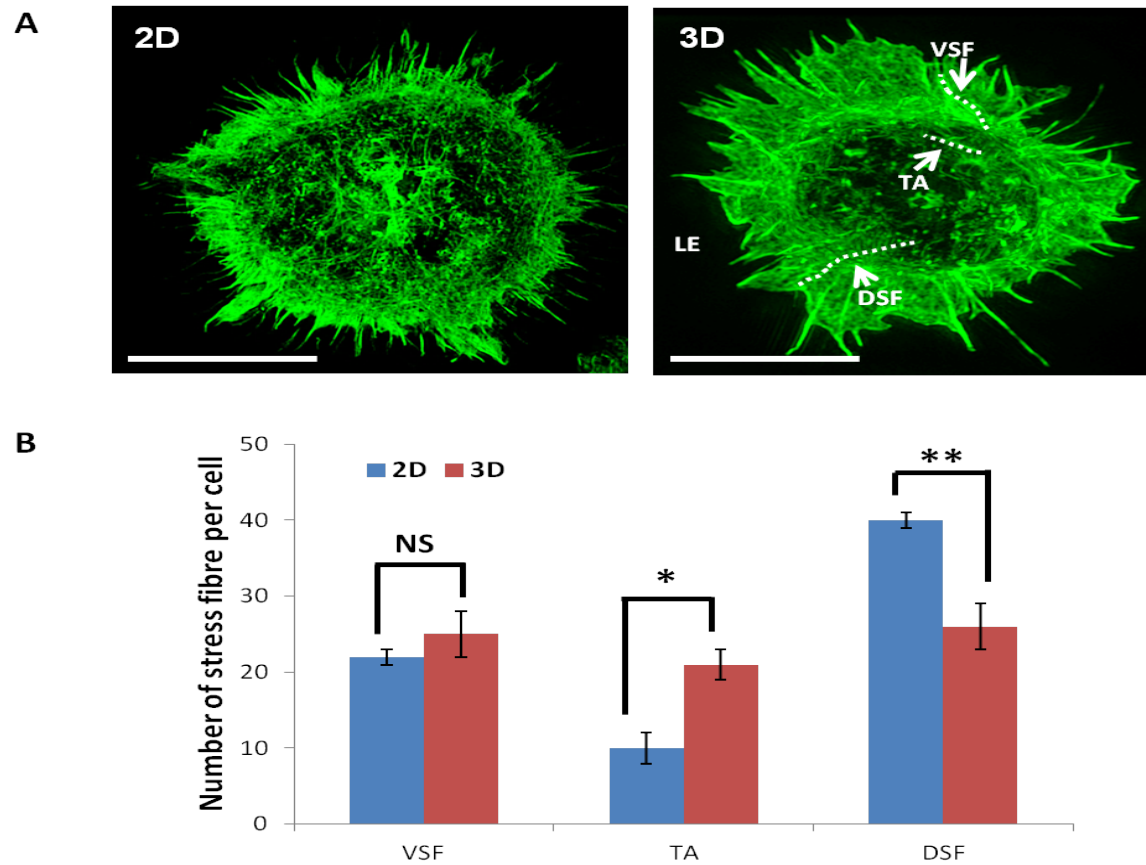 A
2D
3D
VSF
TA
LE
DSF
B
Number of stress fibre per cell
50
40
30
20
10
0
2D
3D
NS
*
**
VSF
TA
DSF